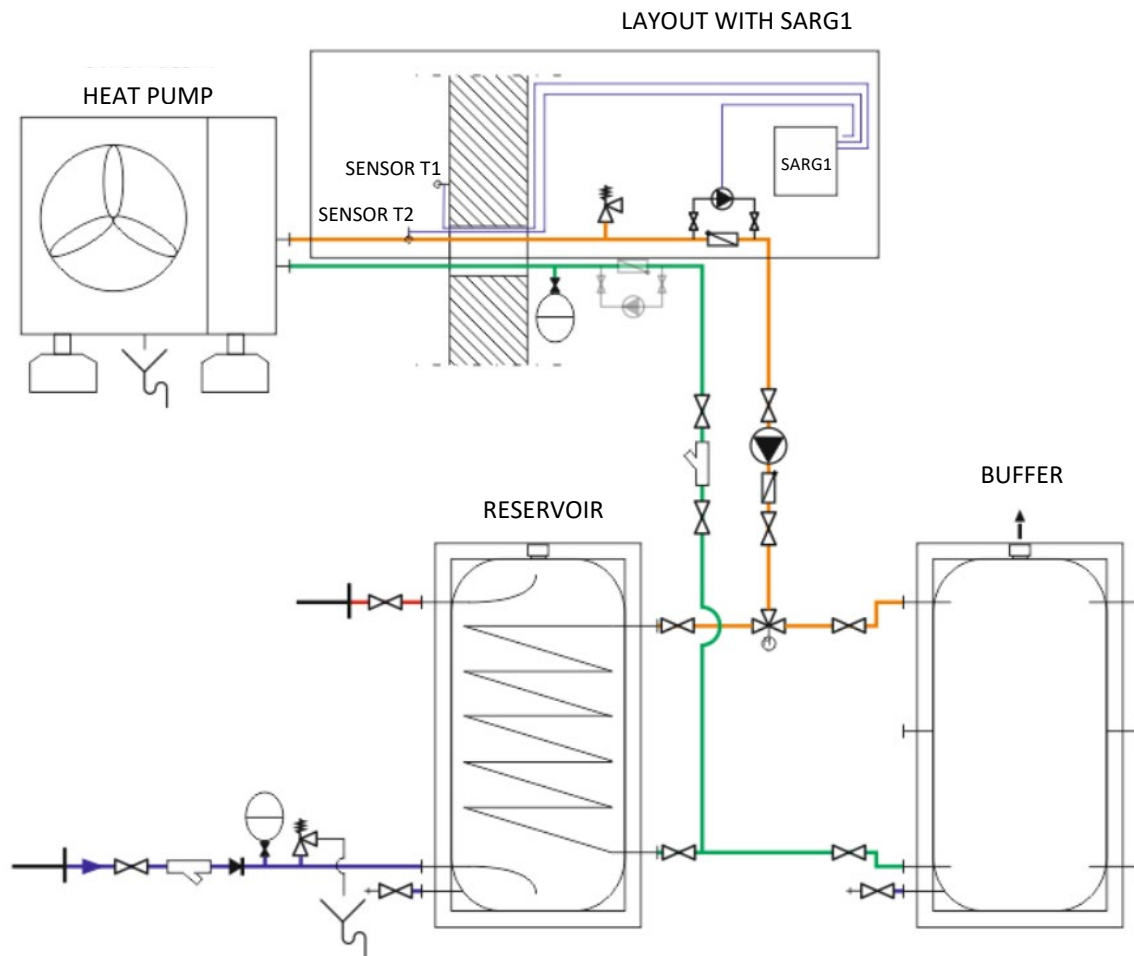 LAYOUT WITH SARG1
HEAT PUMP
SENSOR T1
SARG1
SENSOR T2
BUFFER
RESERVOIR